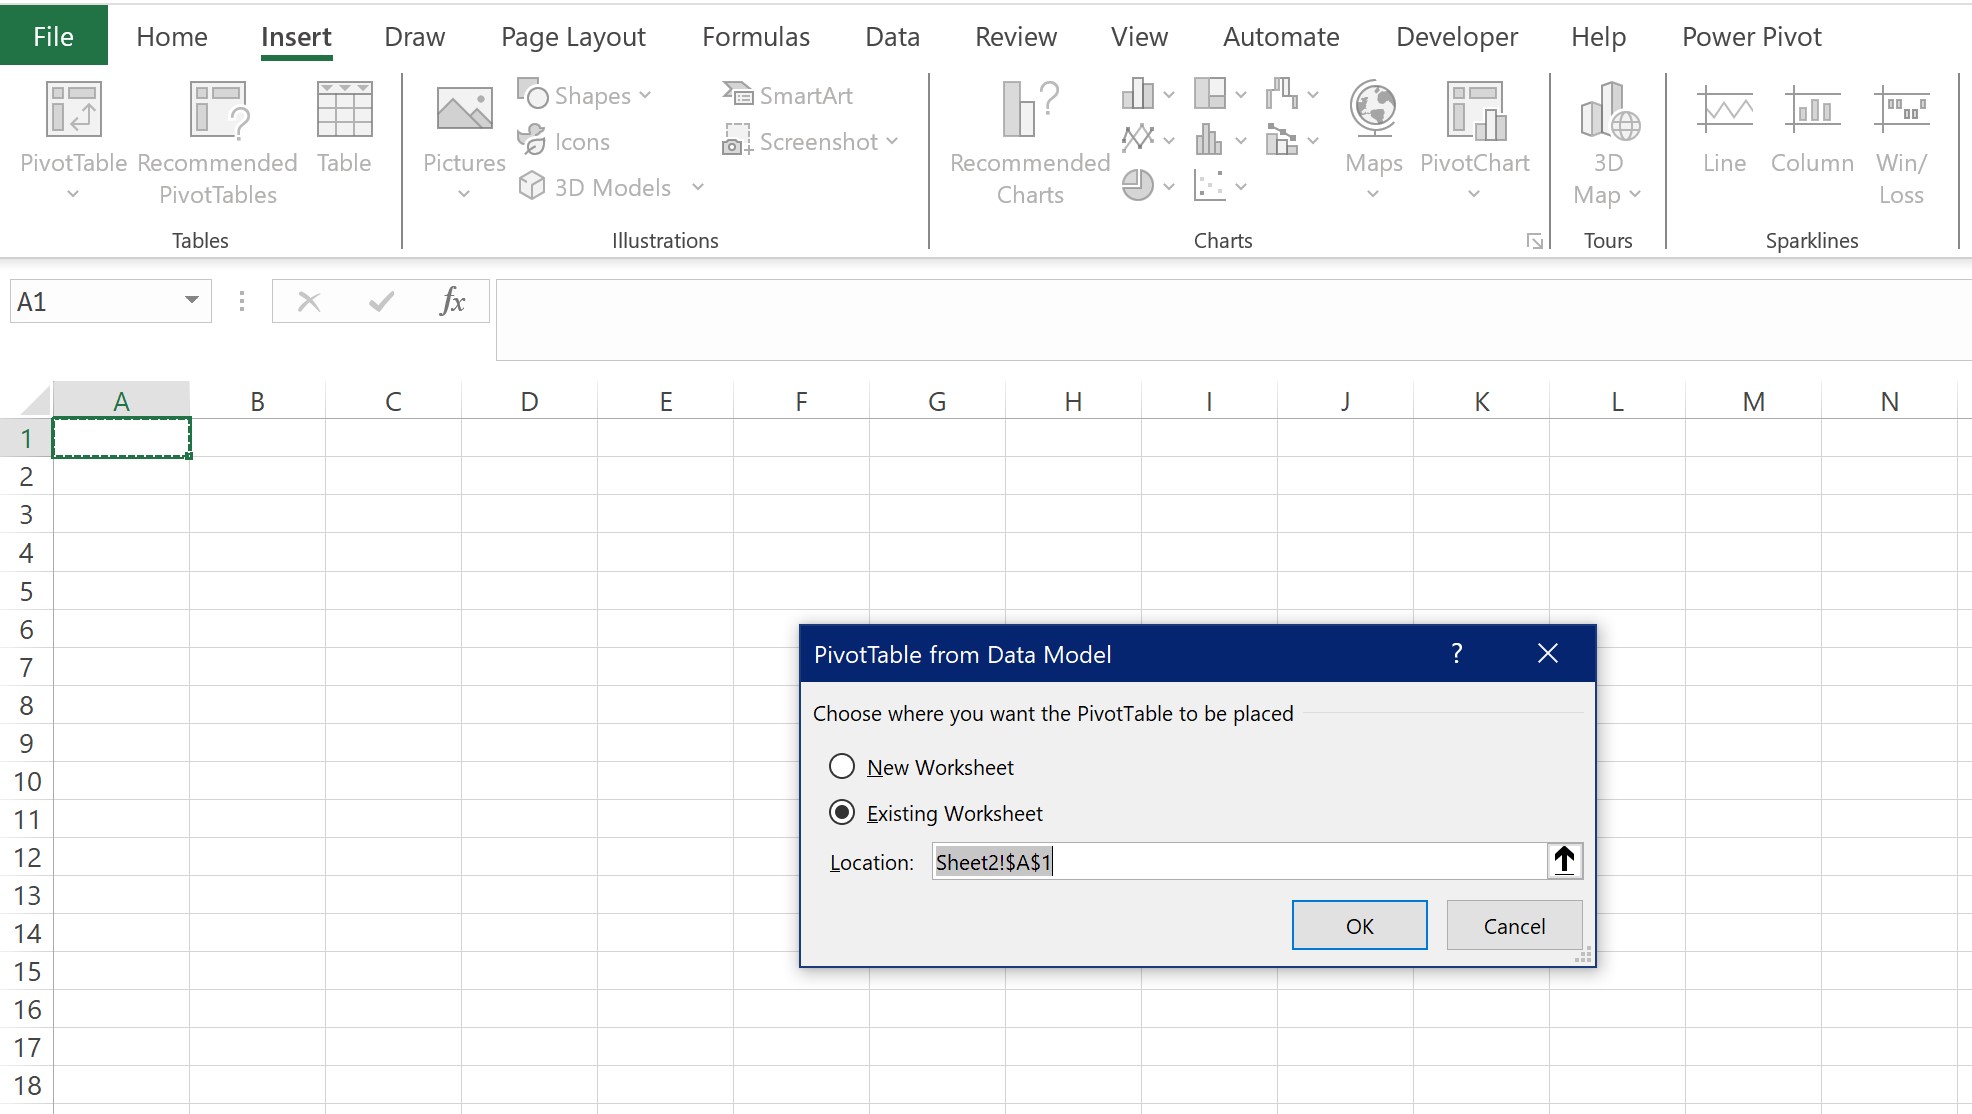 File Home Insert Draw Page Layout Formulas Data Review View Automate Developer Help Power Pivot
PivotTable
Recommended
PivotTables
Table
Tables
Pictures
Shapes
Icons
3D Models
SmartArt
Screenshot
Illustrations
Recommended
Charts
Maps
PivotChart
Charts
3D
Map
Tours
Line
Column
Win/
Loss
Sparklines
A1
fx
A B C D E F G H I J K L M N
1
2
3
4
5
6
7
8
9
10
11
12
13
14
15
16
17
18
PivotTable from Data Model ?
Choose where you want the PivotTable to be placed
New Worksheet
Existing Worksheet
Location: Sheet2!$A$1
OK Cancel